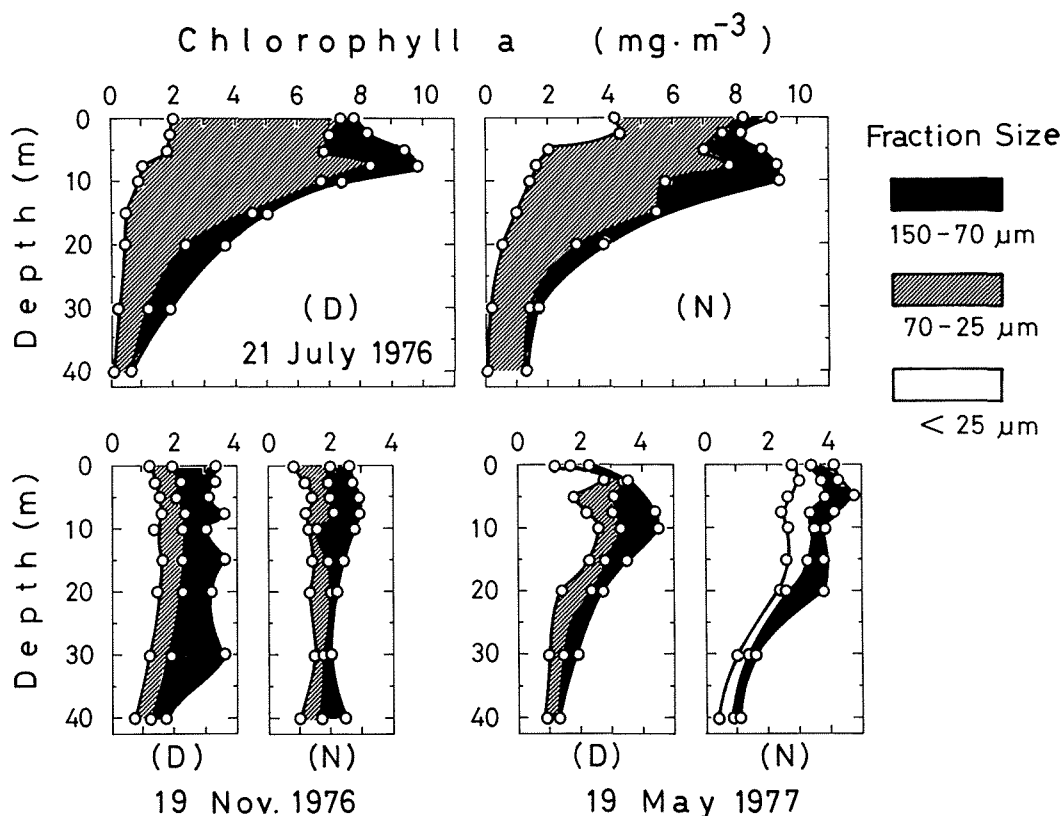 Chlorophyll a (mg·m⁻³)
0 2 4 6 8 10
0 2 4 6 8 10
Depth (m)
0
10
20
30
40
(D)
21 July 1976
(N)
Fraction Size
150-70 µm
70-25 µm
< 25 µm
0 2 4
0 2 4
0 2 4
0 2 4
Depth (m)
0
10
20
30
40
(D)
(N)
(D)
(N)
19 Nov. 1976
19 May 1977